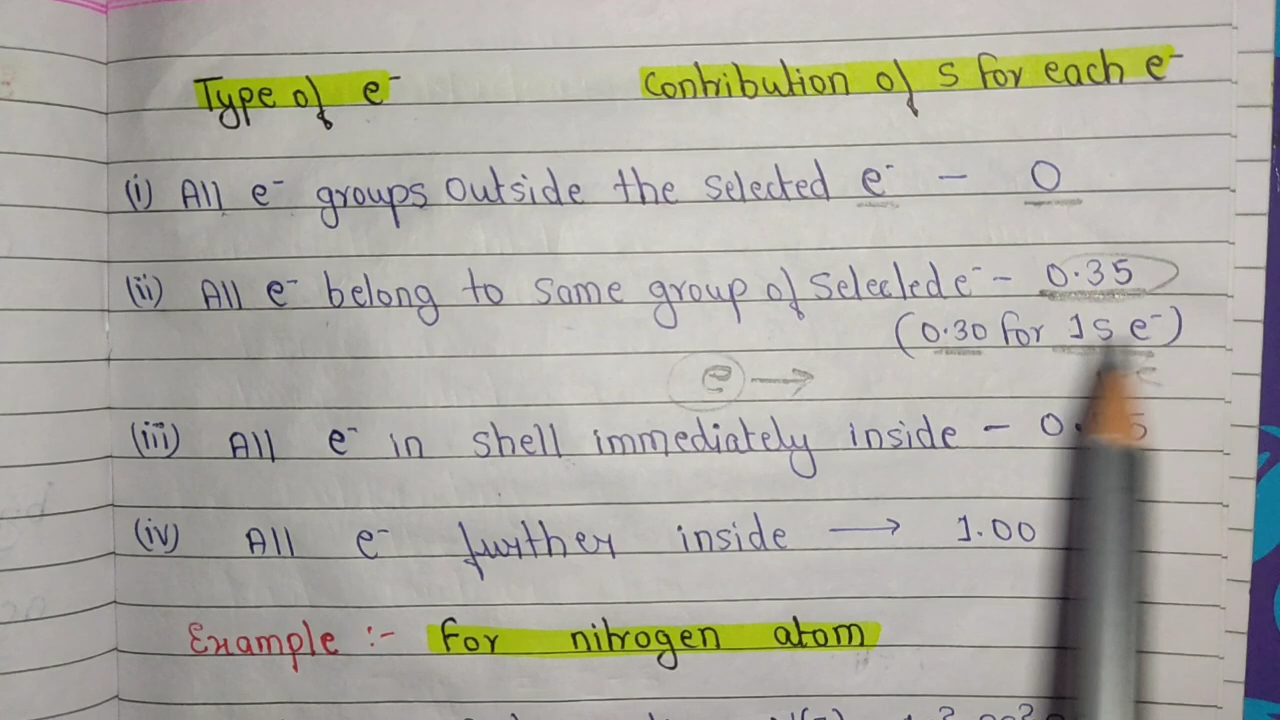 Type of e⁻ Contribution of S for each e⁻
(i) All e⁻ groups outside the selected e⁻ - 0
(ii) All e⁻ belong to same group of Selected e⁻ - 0.35
(0.30 for 1S e⁻)
e →
(iii) All e⁻ in shell immediately inside -
(iv) All e⁻ further inside → 1.00
Example :- For nitrogen atom